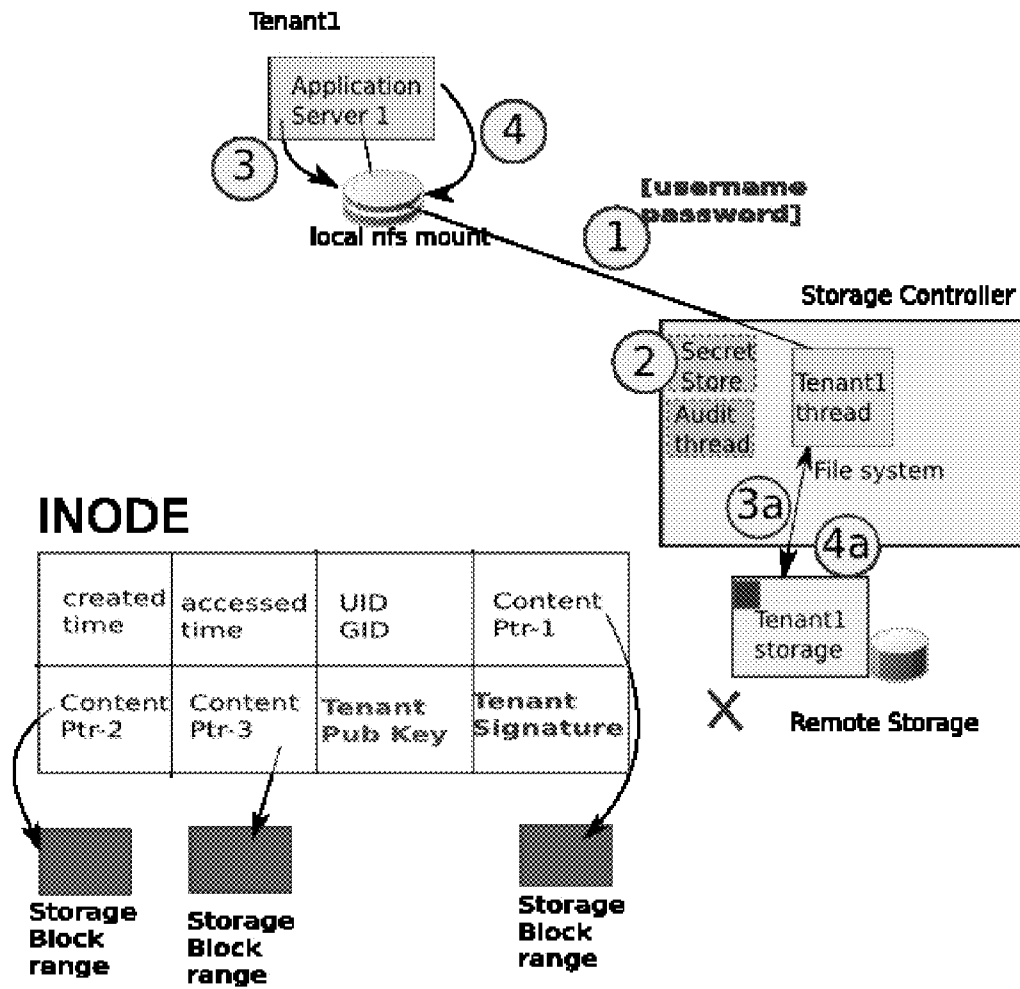 Tenant1
Application
Server 1
3
4
local nfs mount
[username
password]
1
Storage Controller
2
Secret
Store
Audit
thread
Tenant1
thread
File system
3a
4a
Tenant1
storage
Remote Storage
INODE
created
time
accessed
time
UID
GID
Content
Ptr-1
Content
Ptr-2
Content
Ptr-3
Tenant
Pub Key
Tenant
Signature
Storage
Block
range
Storage
Block
range
Storage
Block
range